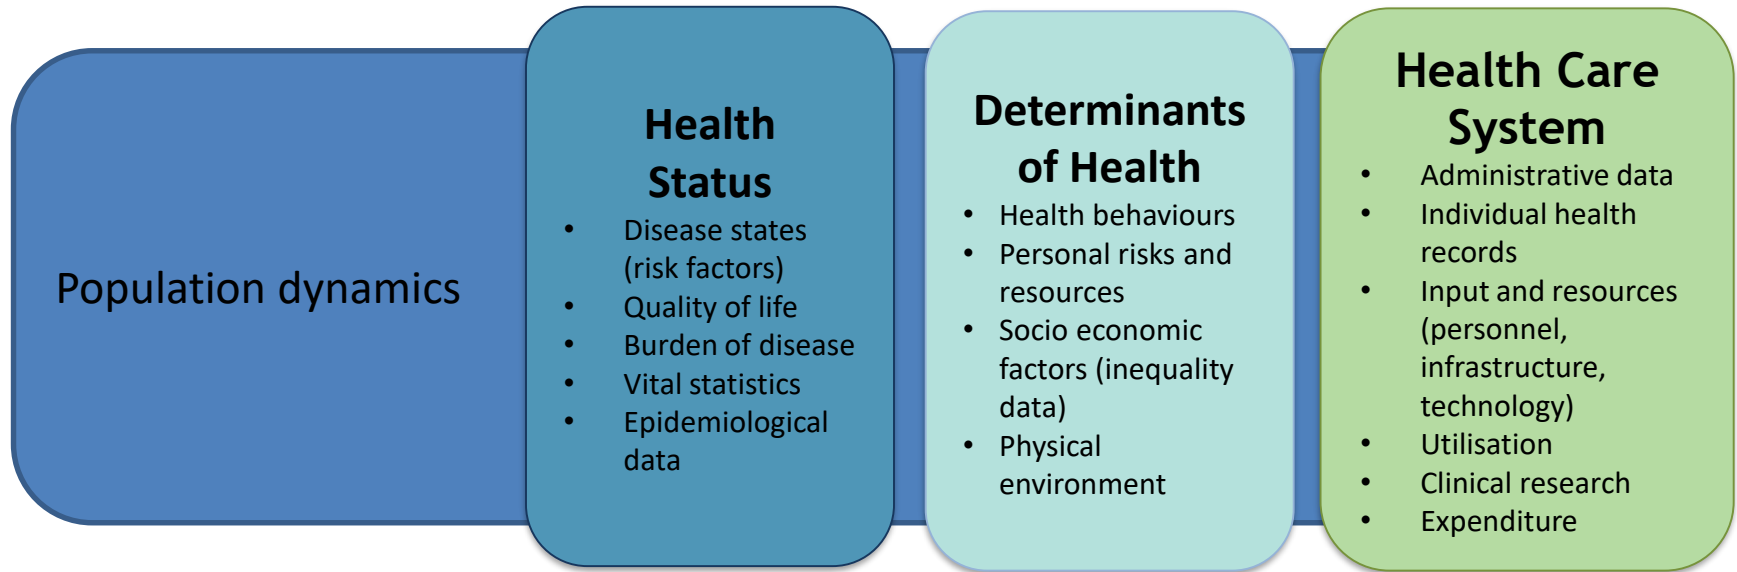 Population dynamics
Health
Status
• Disease states
(risk factors)
• Quality of life
• Burden of disease
• Vital statistics
• Epidemiological
data
Determinants
of Health
• Health behaviours
• Personal risks and
resources
• Socio economic
factors (inequality
data)
• Physical
environment
Health Care
System
• Administrative data
• Individual health
records
• Input and resources
(personnel,
infrastructure,
technology)
• Utilisation
• Clinical research
• Expenditure